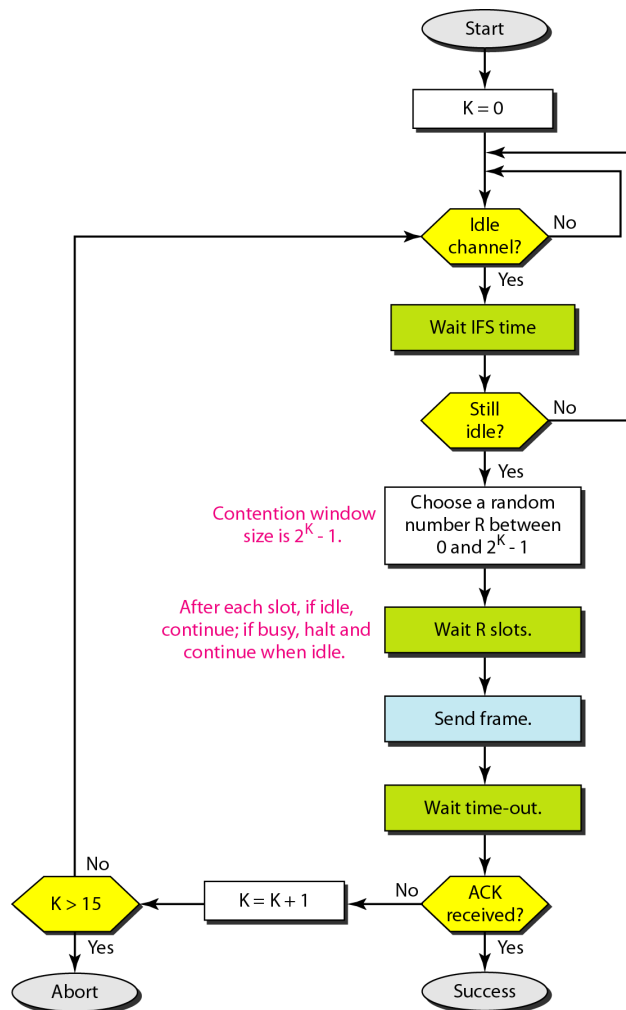 Start
K = 0
Idle
channel?
No
Yes
Wait IFS time
Still
idle?
No
Yes
Contention window
size is 2^K - 1.
Choose a random
number R between
0 and 2^K - 1
After each slot, if idle,
continue; if busy, halt and
continue when idle.
Wait R slots.
Send frame.
Wait time-out.
ACK
received?
No
Yes
K = K + 1
K > 15
No
Yes
Abort
Success